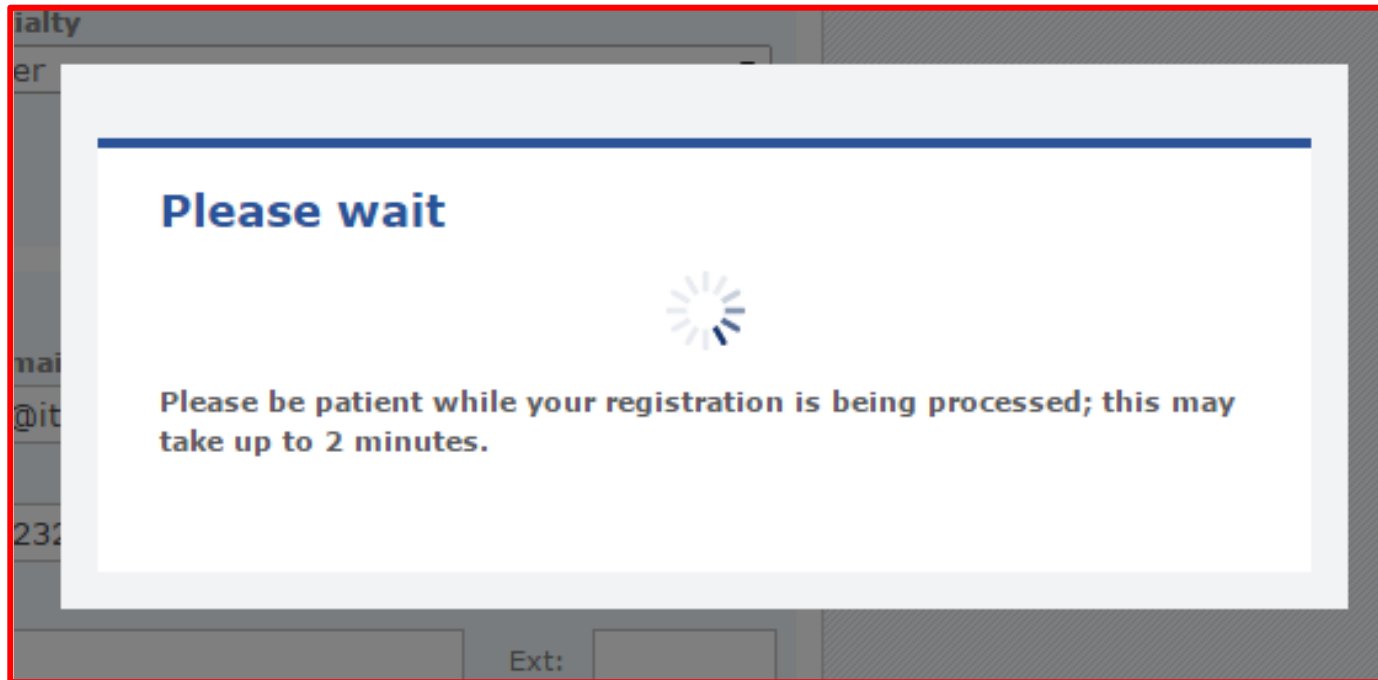 ialty
er
Please wait
mai
Please be patient while your registration is being processed; this may
@it
take up to 2 minutes.
232
Ext: